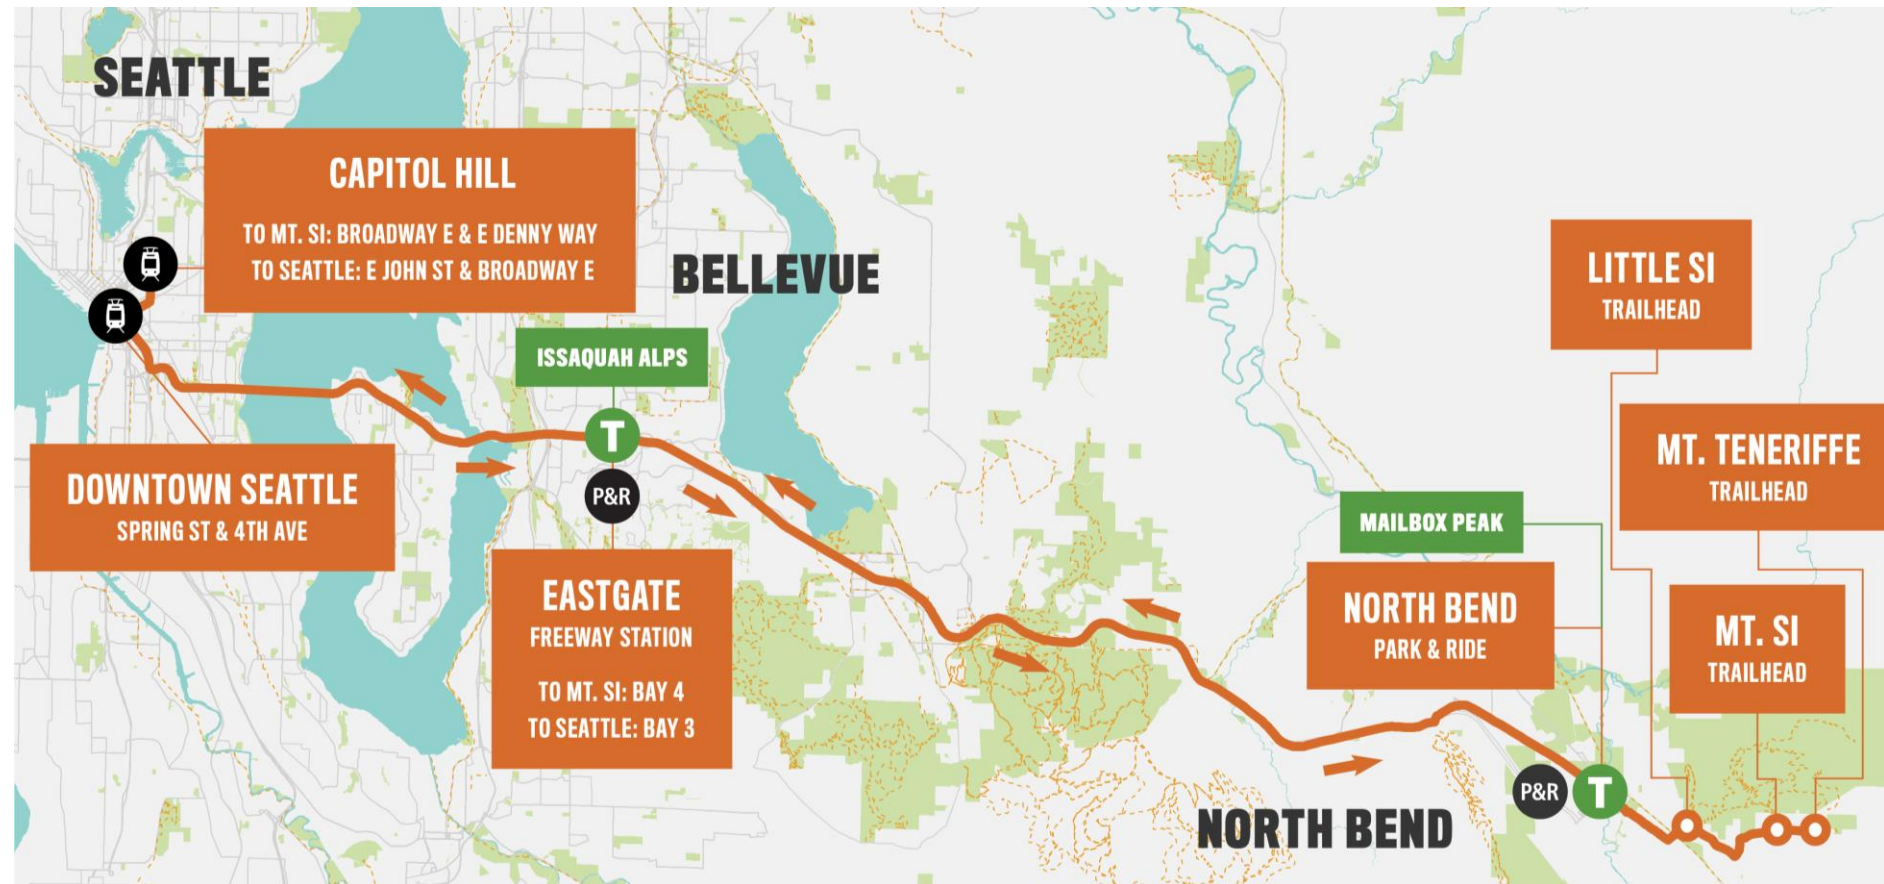 SEATTLE
CAPITOL HILL
TO MT. SI: BROADWAY E & E DENNY WAY
TO SEATTLE: E JOHN ST & BROADWAY E
BELLEVUE
ISSAQUAH ALPS
T
P&R
DOWNTOWN SEATTLE
SPRING ST & 4TH AVE
EASTGATE
FREEWAY STATION
TO MT. SI: BAY 4
TO SEATTLE: BAY 3
LITTLE SI
TRAILHEAD
MT. TENERIFFE
TRAILHEAD
MAILBOX PEAK
NORTH BEND
PARK & RIDE
MT. SI
TRAILHEAD
P&R
T
NORTH BEND